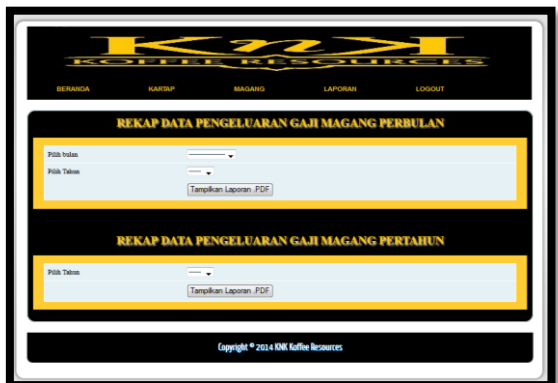 KnK
KOFFEE RESOURCES
BERANDA KARTAP MAGANG LAPORAN LOGOUT
REKAP DATA PENGELUARAN GAJI MAGANG PERBULAN
Pilih bulan
Pilih Tahun
Tampilkan Laporan .PDF
REKAP DATA PENGELUARAN GAJI MAGANG PERTAHUN
Pilih Tahun
Tampilkan Laporan .PDF
Copyright © 2014 KNK Koffee Resources